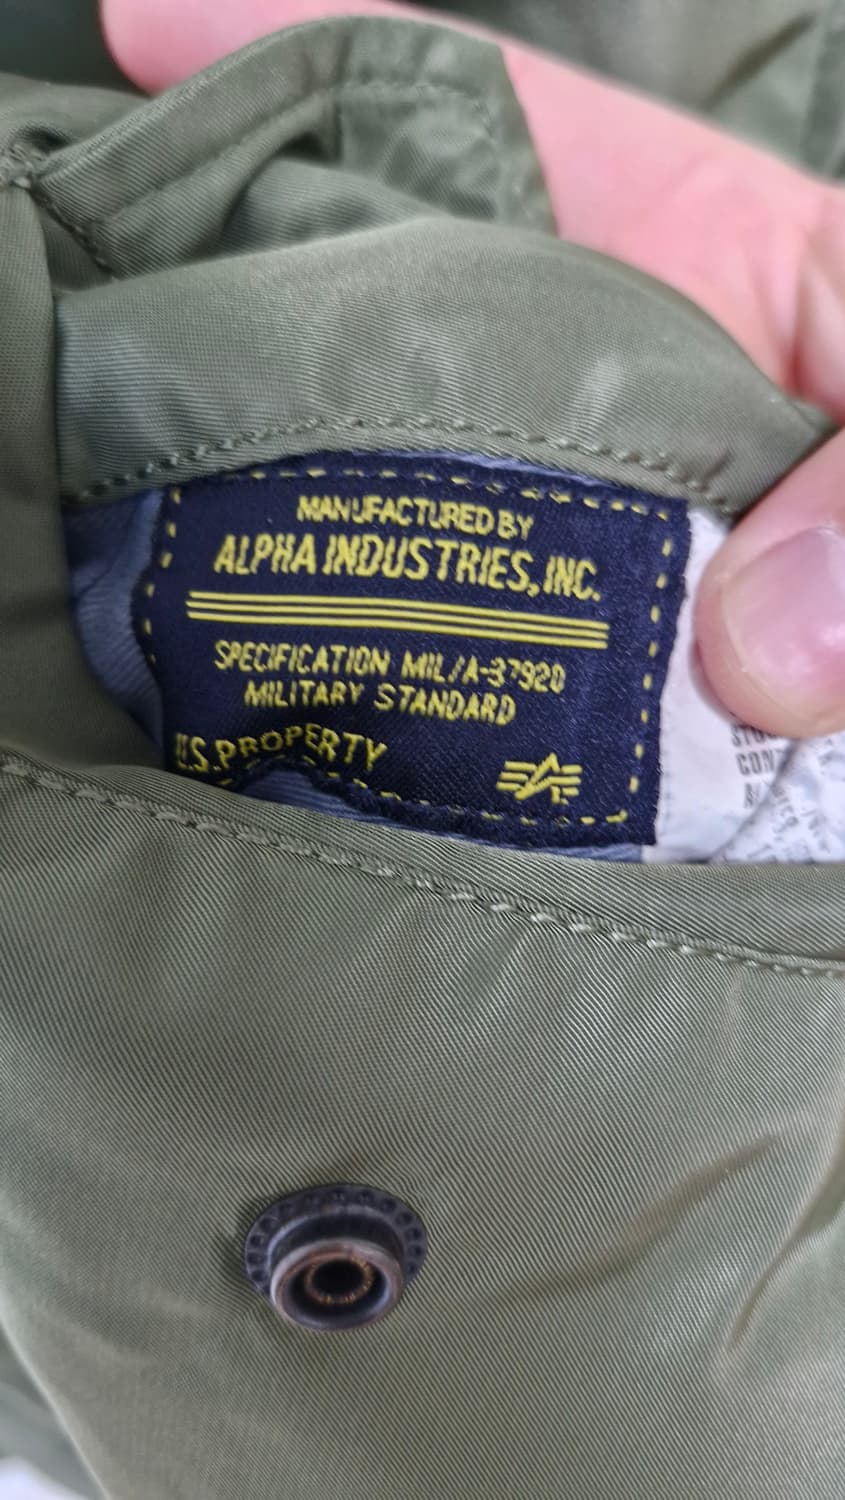 MANUFACTURED BY
ALPHA INDUSTRIES, INC.
SPECIFICATION MIL/A-37920
MILITARY STANDARD
U.S. PROPERTY